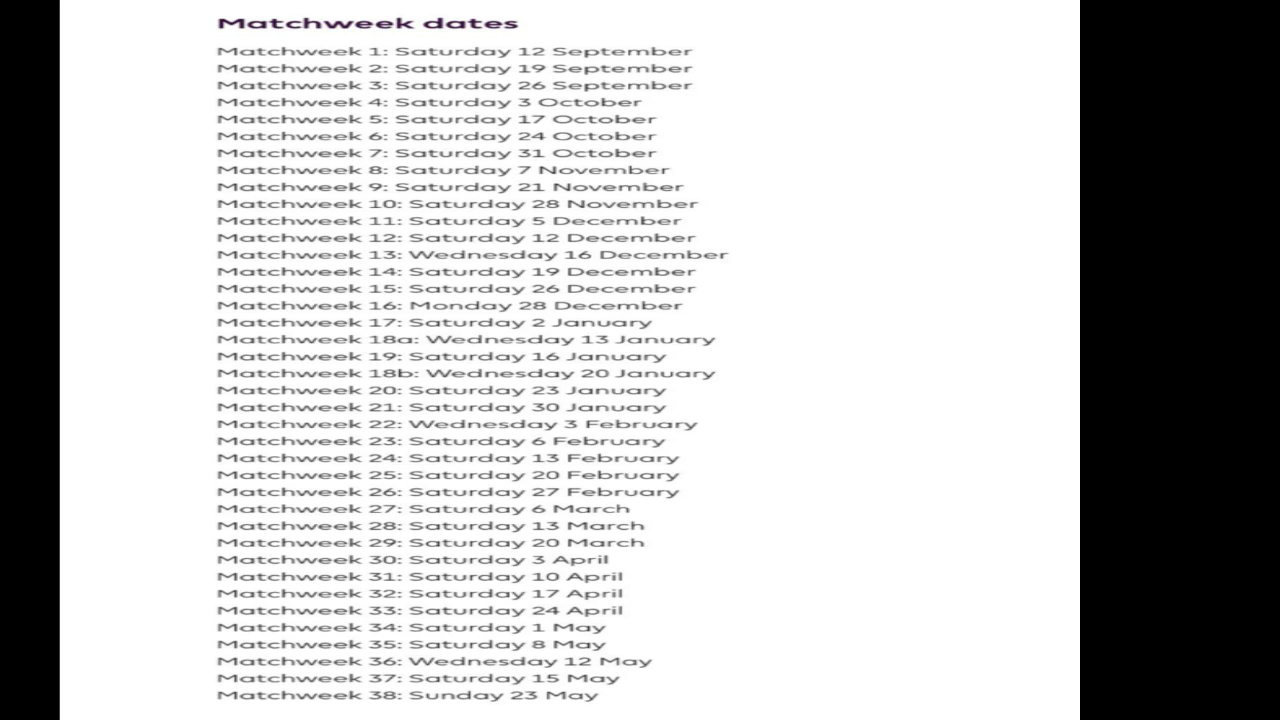 Matchweek dates
Matchweek 1: Saturday 12 September
Matchweek 2: Saturday 19 September
Matchweek 3: Saturday 26 September
Matchweek 4: Saturday 3 October
Matchweek 5: Saturday 17 October
Matchweek 6: Saturday 24 October
Matchweek 7: Saturday 31 October
Matchweek 8: Saturday 7 November
Matchweek 9: Saturday 21 November
Matchweek 10: Saturday 28 November
Matchweek 11: Saturday 5 December
Matchweek 12: Saturday 12 December
Matchweek 13: Wednesday 16 December
Matchweek 14: Saturday 19 December
Matchweek 15: Saturday 26 December
Matchweek 16: Monday 28 December
Matchweek 17: Saturday 2 January
Matchweek 18a: Wednesday 13 January
Matchweek 19: Saturday 16 January
Matchweek 18b: Wednesday 20 January
Matchweek 20: Saturday 23 January
Matchweek 21: Saturday 30 January
Matchweek 22: Wednesday 3 February
Matchweek 23: Saturday 6 February
Matchweek 24: Saturday 13 February
Matchweek 25: Saturday 20 February
Matchweek 26: Saturday 27 February
Matchweek 27: Saturday 6 March
Matchweek 28: Saturday 13 March
Matchweek 29: Saturday 20 March
Matchweek 30: Saturday 3 April
Matchweek 31: Saturday 10 April
Matchweek 32: Saturday 17 April
Matchweek 33: Saturday 24 April
Matchweek 34: Saturday 1 May
Matchweek 35: Saturday 8 May
Matchweek 36: Wednesday 12 May
Matchweek 37: Saturday 15 May
Matchweek 38: Sunday 23 May